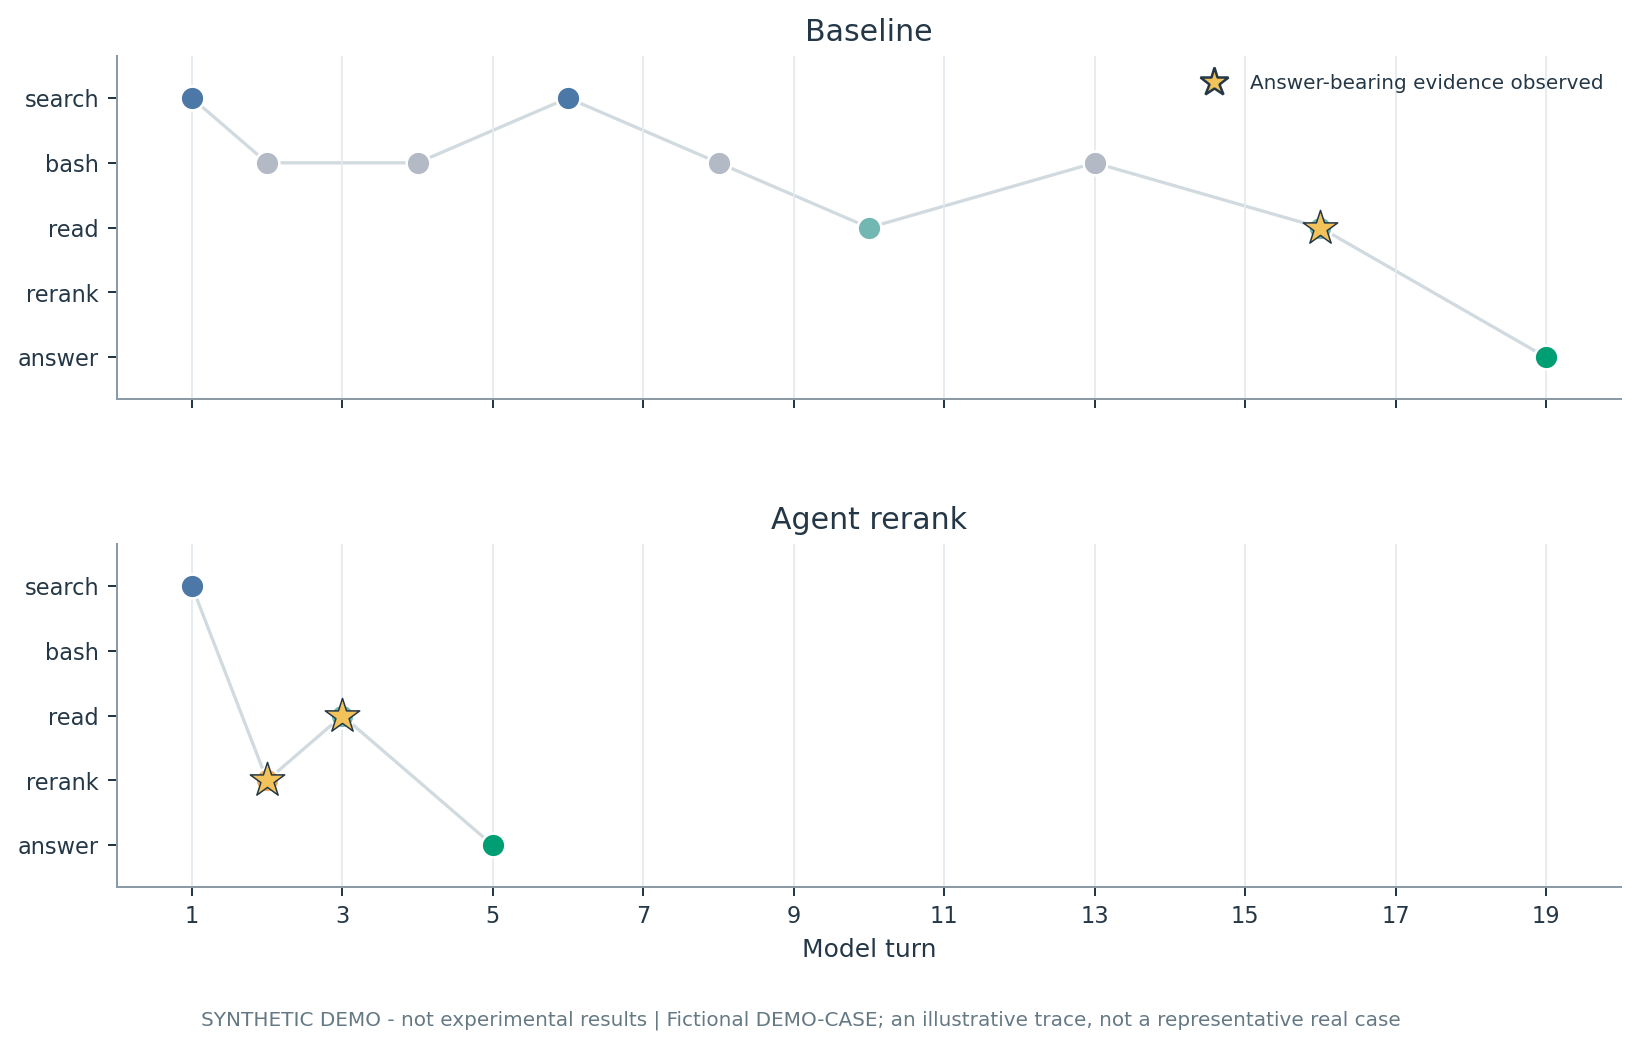 Baseline
Answer-bearing evidence observed
search
bash
read
rerank
answer
Agent rerank
search
bash
read
rerank
answer
1 3 5 7 9 11 13 15 17 19
Model turn
SYNTHETIC DEMO - not experimental results | Fictional DEMO-CASE; an illustrative trace, not a representative real case